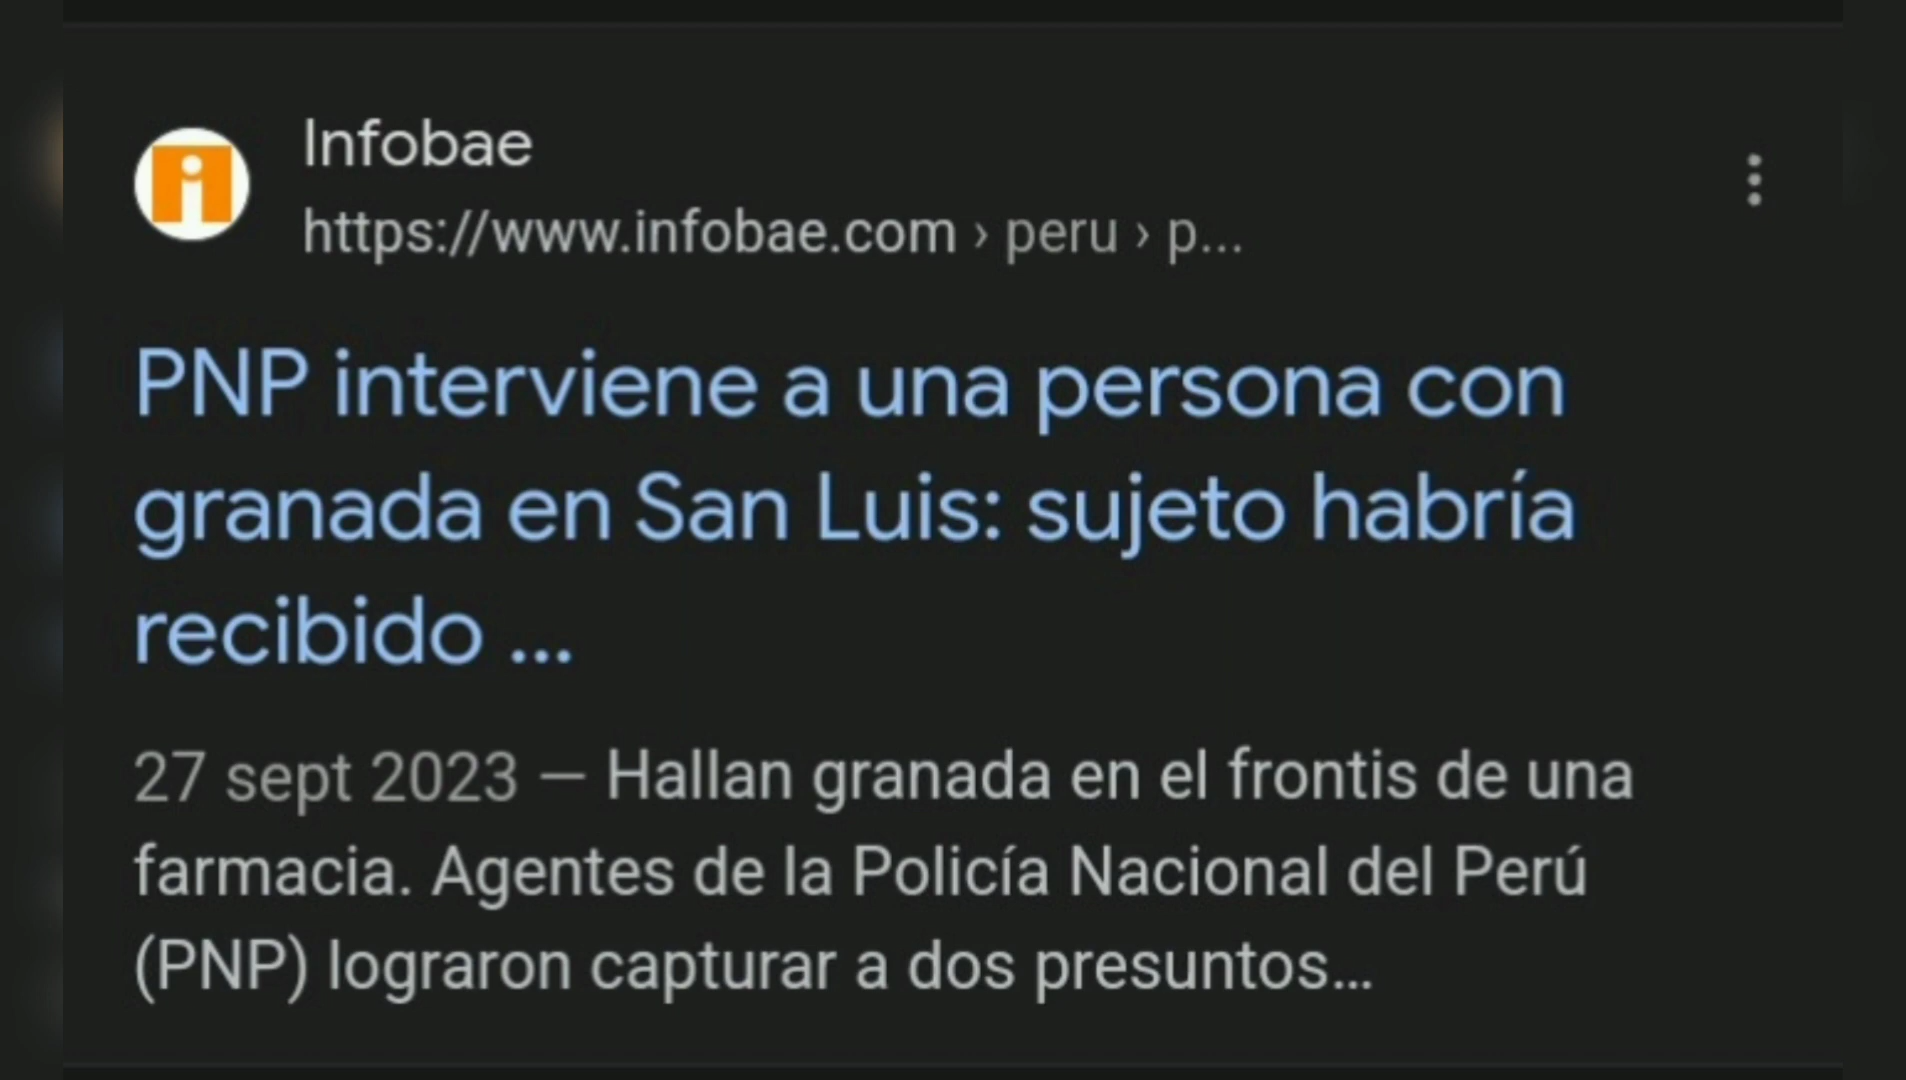 Infobae
https://www.infobae.com › peru › p...
PNP interviene a una persona con
granada en San Luis: sujeto habría
recibido ...
27 sept 2023 — Hallan granada en el frontis de una
farmacia. Agentes de la Policía Nacional del Perú
(PNP) lograron capturar a dos presuntos...